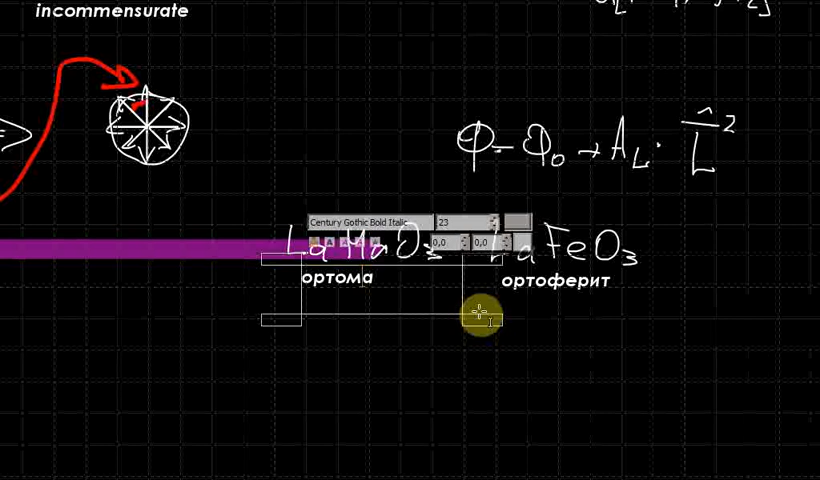 incommensurate
Φ = Φ₀ + A_L · L̂²
Century Gothic Bold Italic 23
0,0 0,0
LaMnO₃ LaFeO₃
ортома ортоферит